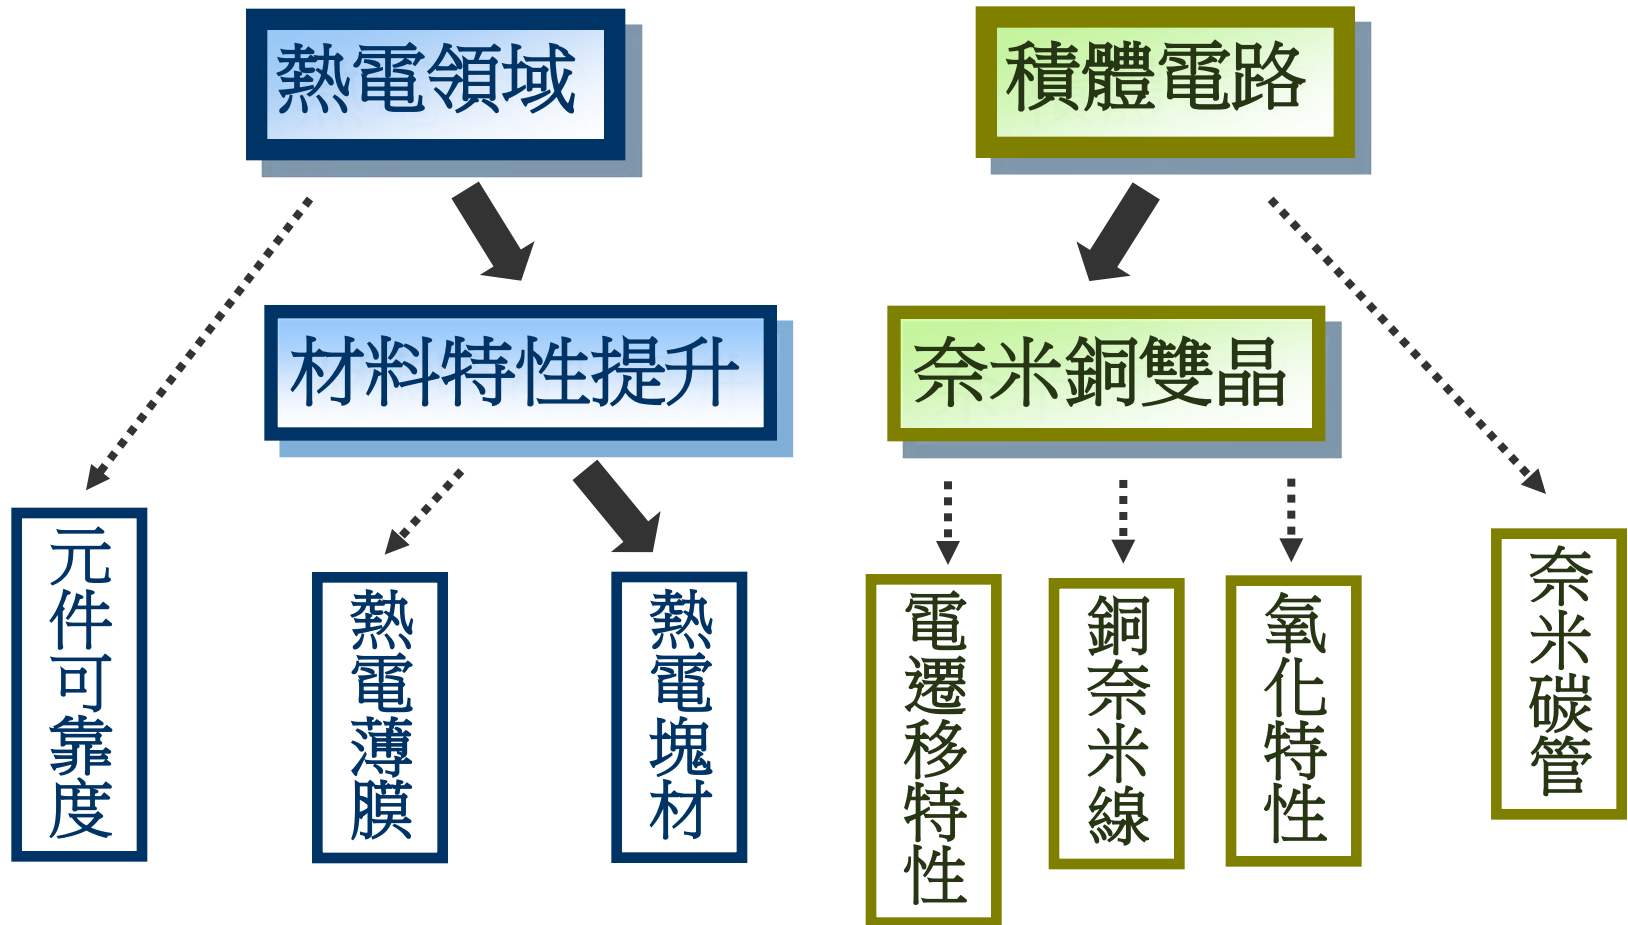 熱電領域
積體電路
材料特性提升
奈米銅雙晶
元件可靠度
熱電薄膜
熱電塊材
電遷移特性
銅奈米線
氧化特性
奈米碳管